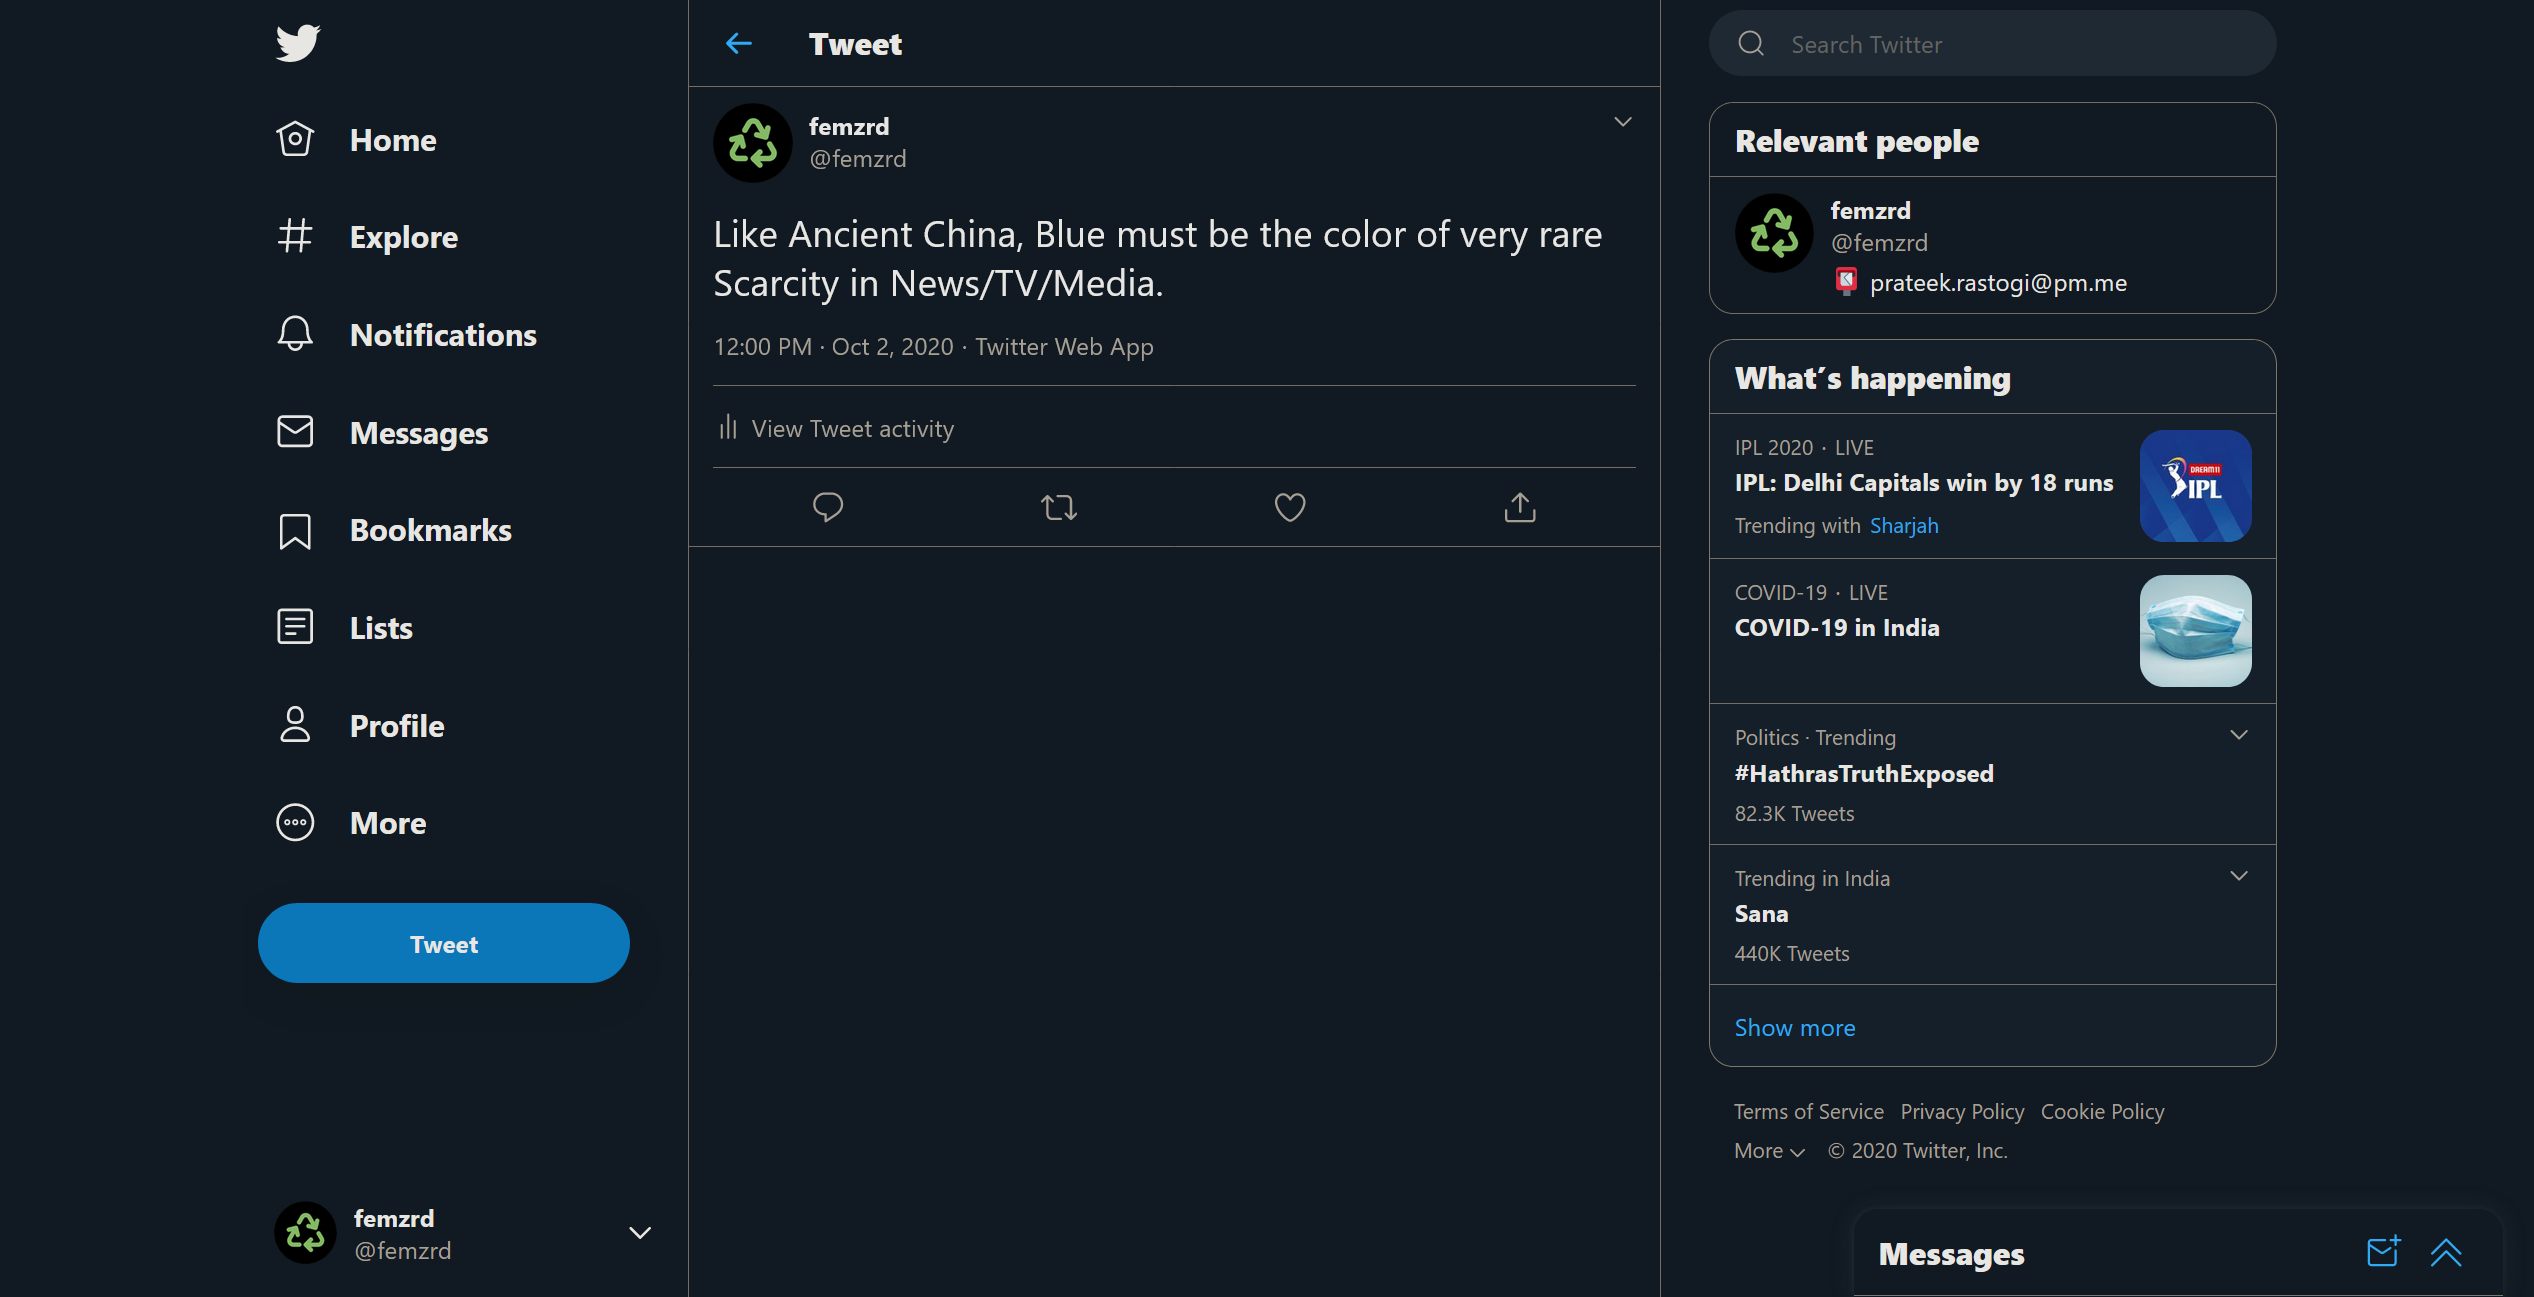 Home
Explore
Notifications
Messages
Bookmarks
Lists
Profile
More
Tweet
femzrd
@femzrd
Tweet
femzrd
@femzrd
Like Ancient China, Blue must be the color of very rare
Scarcity in News/TV/Media.
12:00 PM · Oct 2, 2020 · Twitter Web App
View Tweet activity
Search Twitter
Relevant people
femzrd
@femzrd
prateek.rastogi@pm.me
What's happening
IPL 2020 · LIVE
IPL: Delhi Capitals win by 18 runs
Trending with Sharjah
DREAM11
IPL
COVID-19 · LIVE
COVID-19 in India
Politics · Trending
#HathrasTruthExposed
82.3K Tweets
Trending in India
Sana
440K Tweets
Show more
Terms of Service Privacy Policy Cookie Policy
More © 2020 Twitter, Inc.
Messages